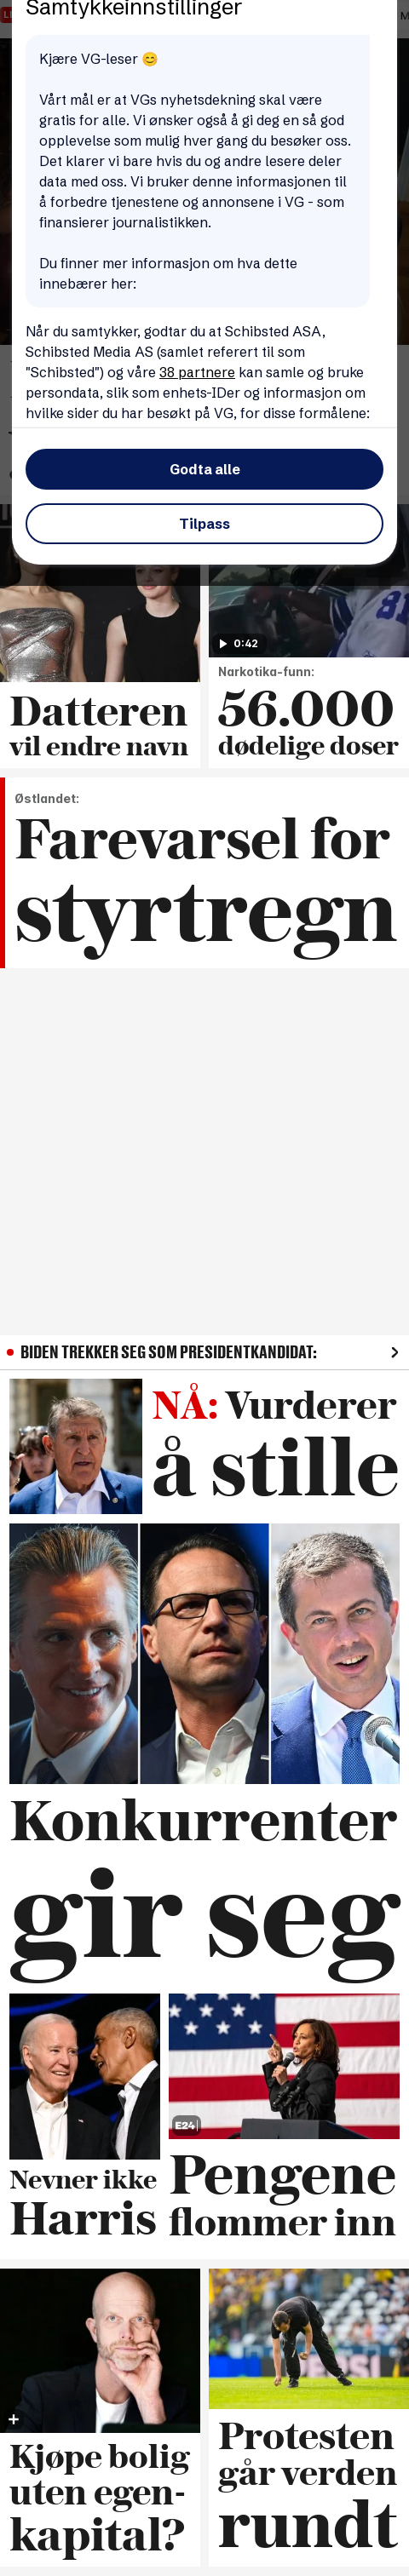 Samtykkeinnstillinger
Kjære VG-leser 😊
Vårt mål er at VGs nyhetsdekning skal være
gratis for alle. Vi ønsker også å gi deg en så god
opplevelse som mulig hver gang du besøker oss.
Det klarer vi bare hvis du og andre lesere deler
data med oss. Vi bruker denne informasjonen til
å forbedre tjenestene og annonsene i VG - som
finansierer journalistikken.
Du finner mer informasjon om hva dette
innebærer her:
Når du samtykker, godtar du at Schibsted ASA,
Schibsted Media AS (samlet referert til som
"Schibsted") og våre 38 partnere kan samle og bruke
persondata, slik som enhets-IDer og informasjon om
hvilke sider du har besøkt på VG, for disse formålene:
Godta alle
Tilpass
0:42
Datteren
vil endre navn
Narkotika-funn:
56.000
dødelige doser
Østlandet:
Farevarsel for
styrtregn
BIDEN TREKKER SEG SOM PRESIDENTKANDIDAT:
NÅ: Vurderer
å stille
Konkurrenter
gir seg
Nevner ikke
Harris
E24
Pengene
flommer inn
Kjøpe bolig
uten egen-
kapital?
Protesten
går verden
rundt